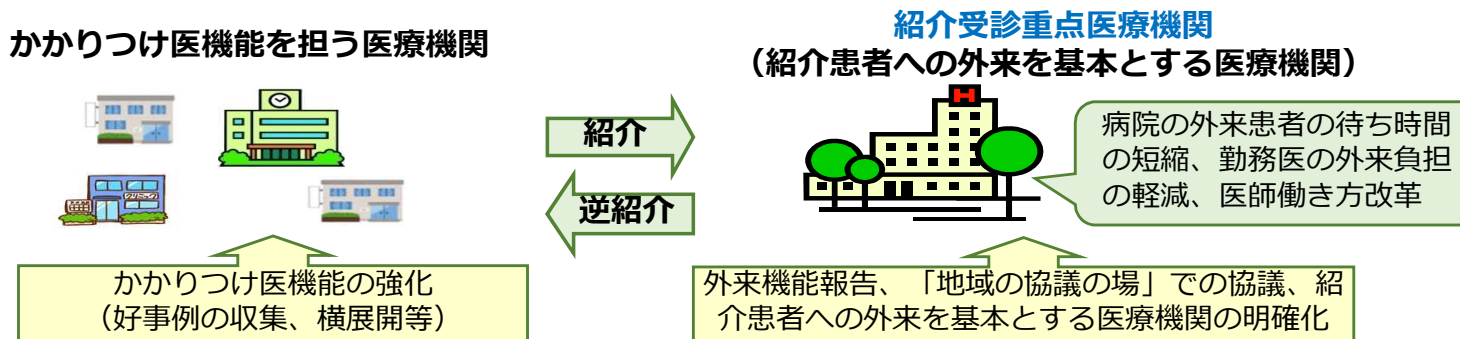 かかりつけ医機能を担う医療機関
紹介受診重点医療機関
（紹介患者への外来を基本とする医療機関）
紹介
逆紹介
病院の外来患者の待ち時間
の短縮、勤務医の外来負担
の軽減、医師働き方改革
かかりつけ医機能の強化
（好事例の収集、横展開等）
外来機能報告、「地域の協議の場」での協議、紹
介患者への外来を基本とする医療機関の明確化
H